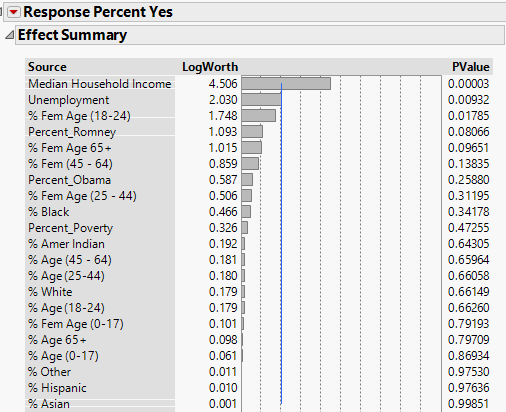 Response Percent Yes
Effect Summary
Source LogWorth PValue
Median Household Income 4.506 0.00003
Unemployment 2.030 0.00932
% Fem Age (18-24) 1.748 0.01785
Percent_Romney 1.093 0.08066
% Fem Age 65+ 1.015 0.09651
% Fem (45 - 64) 0.859 0.13835
Percent_Obama 0.587 0.25880
% Fem Age (25 - 44) 0.506 0.31195
% Black 0.466 0.34178
Percent_Poverty 0.326 0.47255
% Amer Indian 0.192 0.64305
% Age (45 - 64) 0.181 0.65964
% Age (25-44) 0.180 0.66058
% White 0.179 0.66149
% Age (18-24) 0.179 0.66260
% Fem Age (0-17) 0.101 0.79193
% Age 65+ 0.098 0.79709
% Age (0-17) 0.061 0.86934
% Other 0.011 0.97530
% Hispanic 0.010 0.97636
% Asian 0.001 0.99851